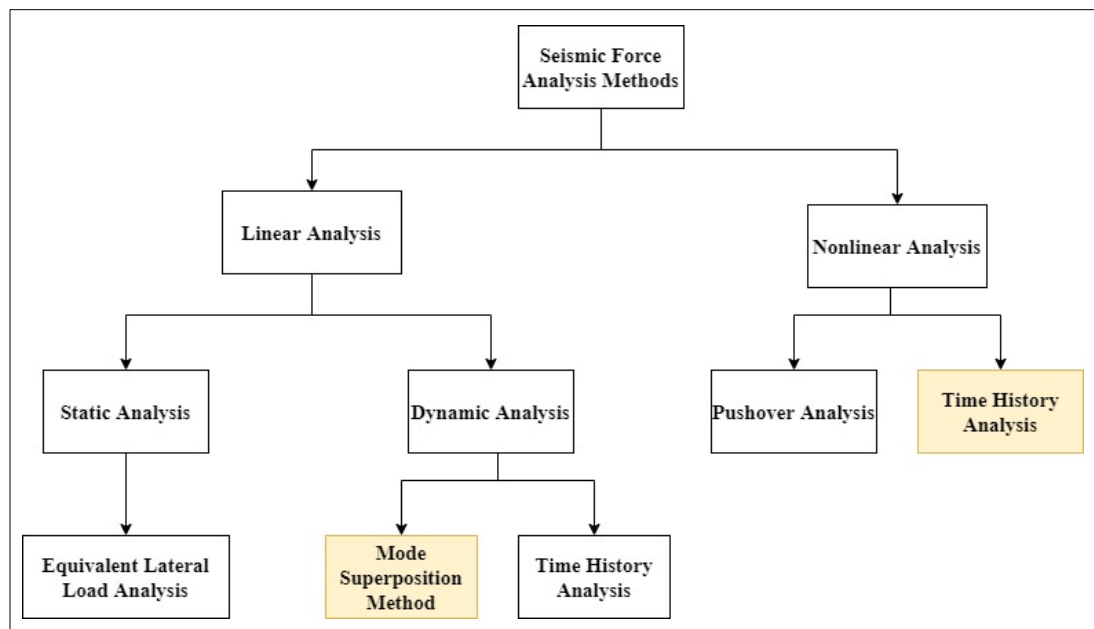 Seismic Force
Analysis Methods
Linear Analysis
Nonlinear Analysis
Static Analysis
Dynamic Analysis
Pushover Analysis
Time History
Analysis
Equivalent Lateral
Load Analysis
Mode
Superposition
Method
Time History
Analysis